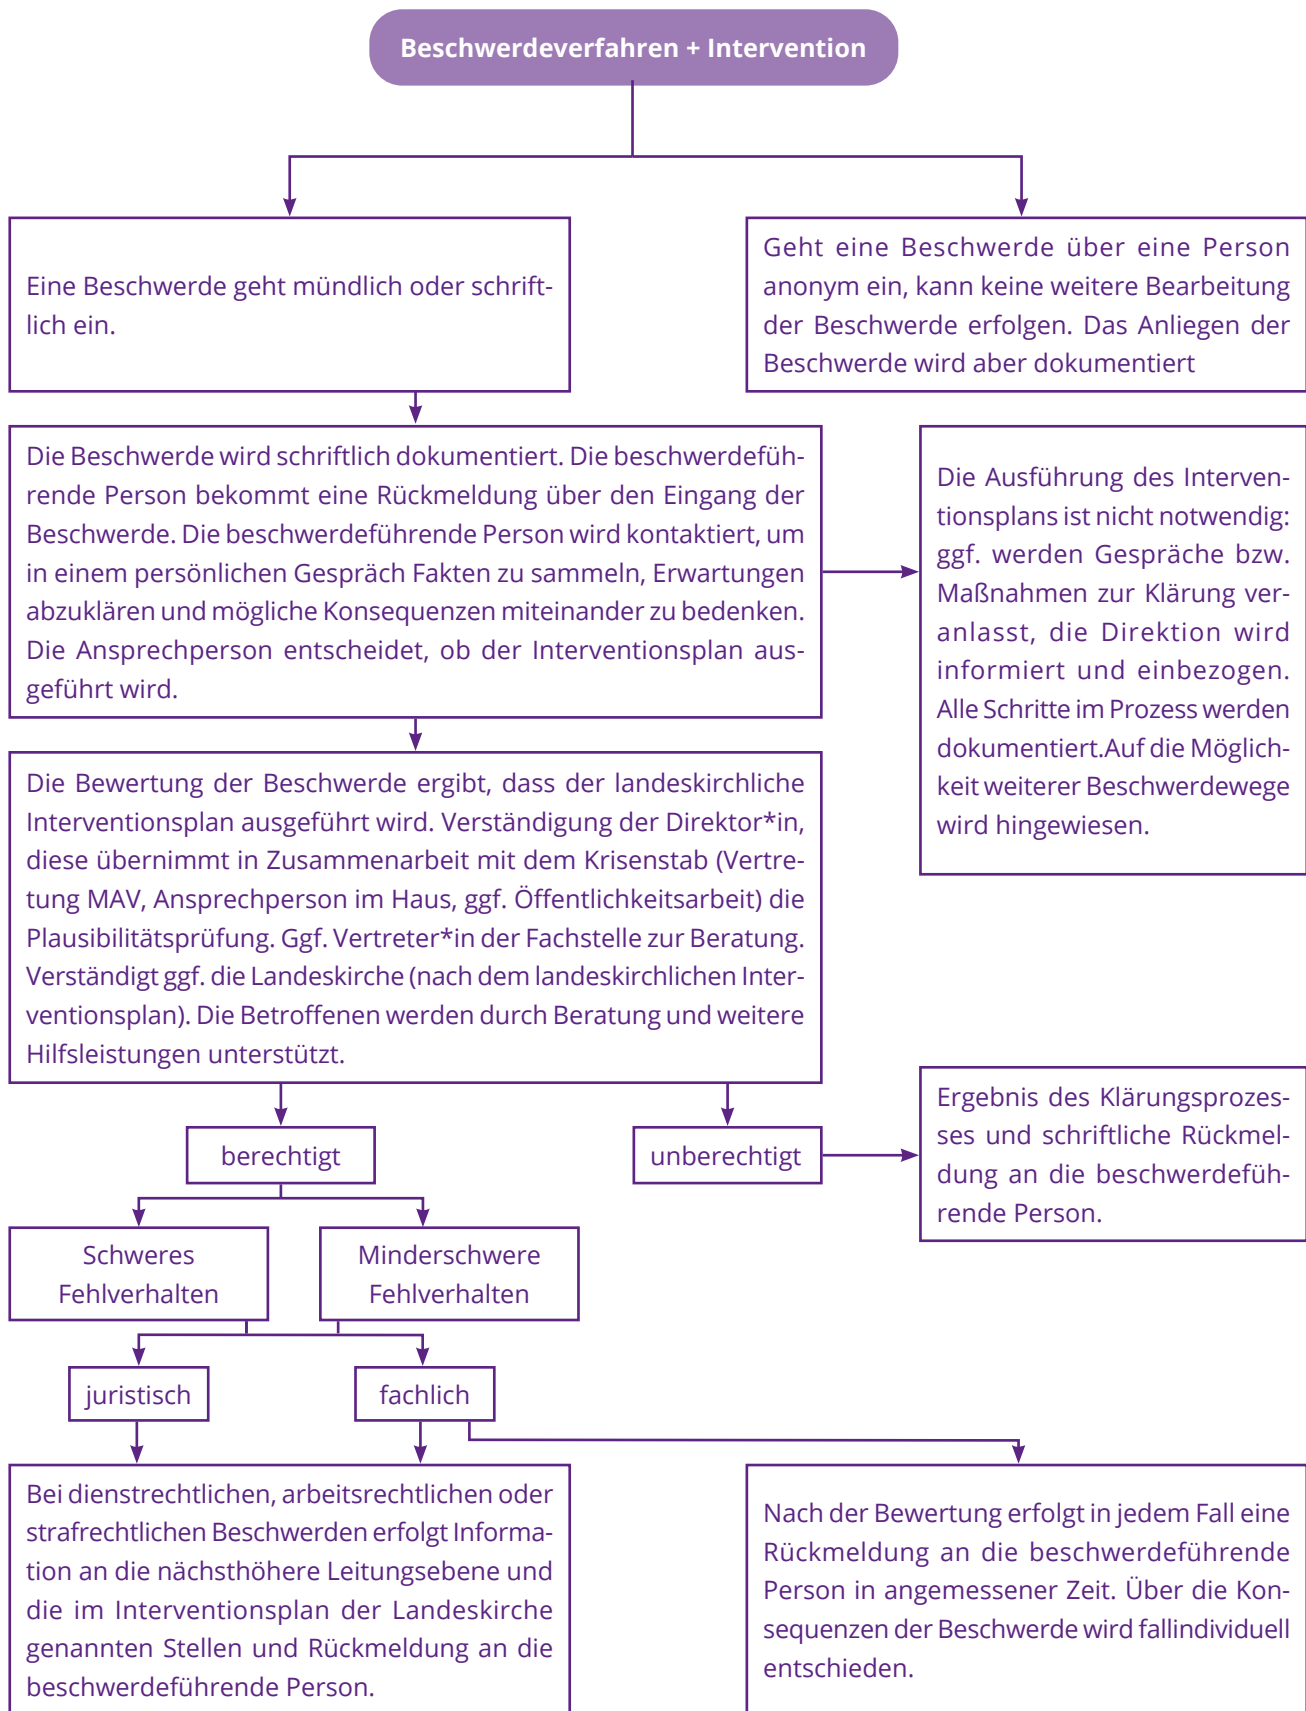 Beschwerdeverfahren + Intervention
Eine Beschwerde geht mündlich oder schrift-
lich ein.
Geht eine Beschwerde über eine Person
anonym ein, kann keine weitere Bearbeitung
der Beschwerde erfolgen. Das Anliegen der
Beschwerde wird aber dokumentiert
Die Beschwerde wird schriftlich dokumentiert. Die beschwerdefüh-
rende Person bekommt eine Rückmeldung über den Eingang der
Beschwerde. Die beschwerdeführende Person wird kontaktiert, um
in einem persönlichen Gespräch Fakten zu sammeln, Erwartungen
abzuklären und mögliche Konsequenzen miteinander zu bedenken.
Die Ansprechperson entscheidet, ob der Interventionsplan aus-
geführt wird.
Die Ausführung des Interven-
tionsplans ist nicht notwendig:
ggf. werden Gespräche bzw.
Maßnahmen zur Klärung ver-
anlasst, die Direktion wird
informiert und einbezogen.
Alle Schritte im Prozess werden
dokumentiert.Auf die Möglich-
keit weiterer Beschwerdewege
wird hingewiesen.
Die Bewertung der Beschwerde ergibt, dass der landeskirchliche
Interventionsplan ausgeführt wird. Verständigung der Direktor*in,
diese übernimmt in Zusammenarbeit mit dem Krisenstab (Vertre-
tung MAV, Ansprechperson im Haus, ggf. Öffentlichkeitsarbeit) die
Plausibilitätsprüfung. Ggf. Vertreter*in der Fachstelle zur Beratung.
Verständigt ggf. die Landeskirche (nach dem landeskirchlichen Inter-
ventionsplan). Die Betroffenen werden durch Beratung und weitere
Hilfsleistungen unterstützt.
berechtigt
unberechtigt
Ergebnis des Klärungsprozes-
ses und schriftliche Rückmel-
dung an die beschwerdefüh-
rende Person.
Schweres
Fehlverhalten
Minderschwere
Fehlverhalten
juristisch
fachlich
Bei dienstrechtlichen, arbeitsrechtlichen oder
strafrechtlichen Beschwerden erfolgt Informa-
tion an die nächsthöhere Leitungsebene und
die im Interventionsplan der Landeskirche
genannten Stellen und Rückmeldung an die
beschwerdeführende Person.
Nach der Bewertung erfolgt in jedem Fall eine
Rückmeldung an die beschwerdeführende
Person in angemessener Zeit. Über die Kon-
sequenzen der Beschwerde wird fallindividuell
entschieden.